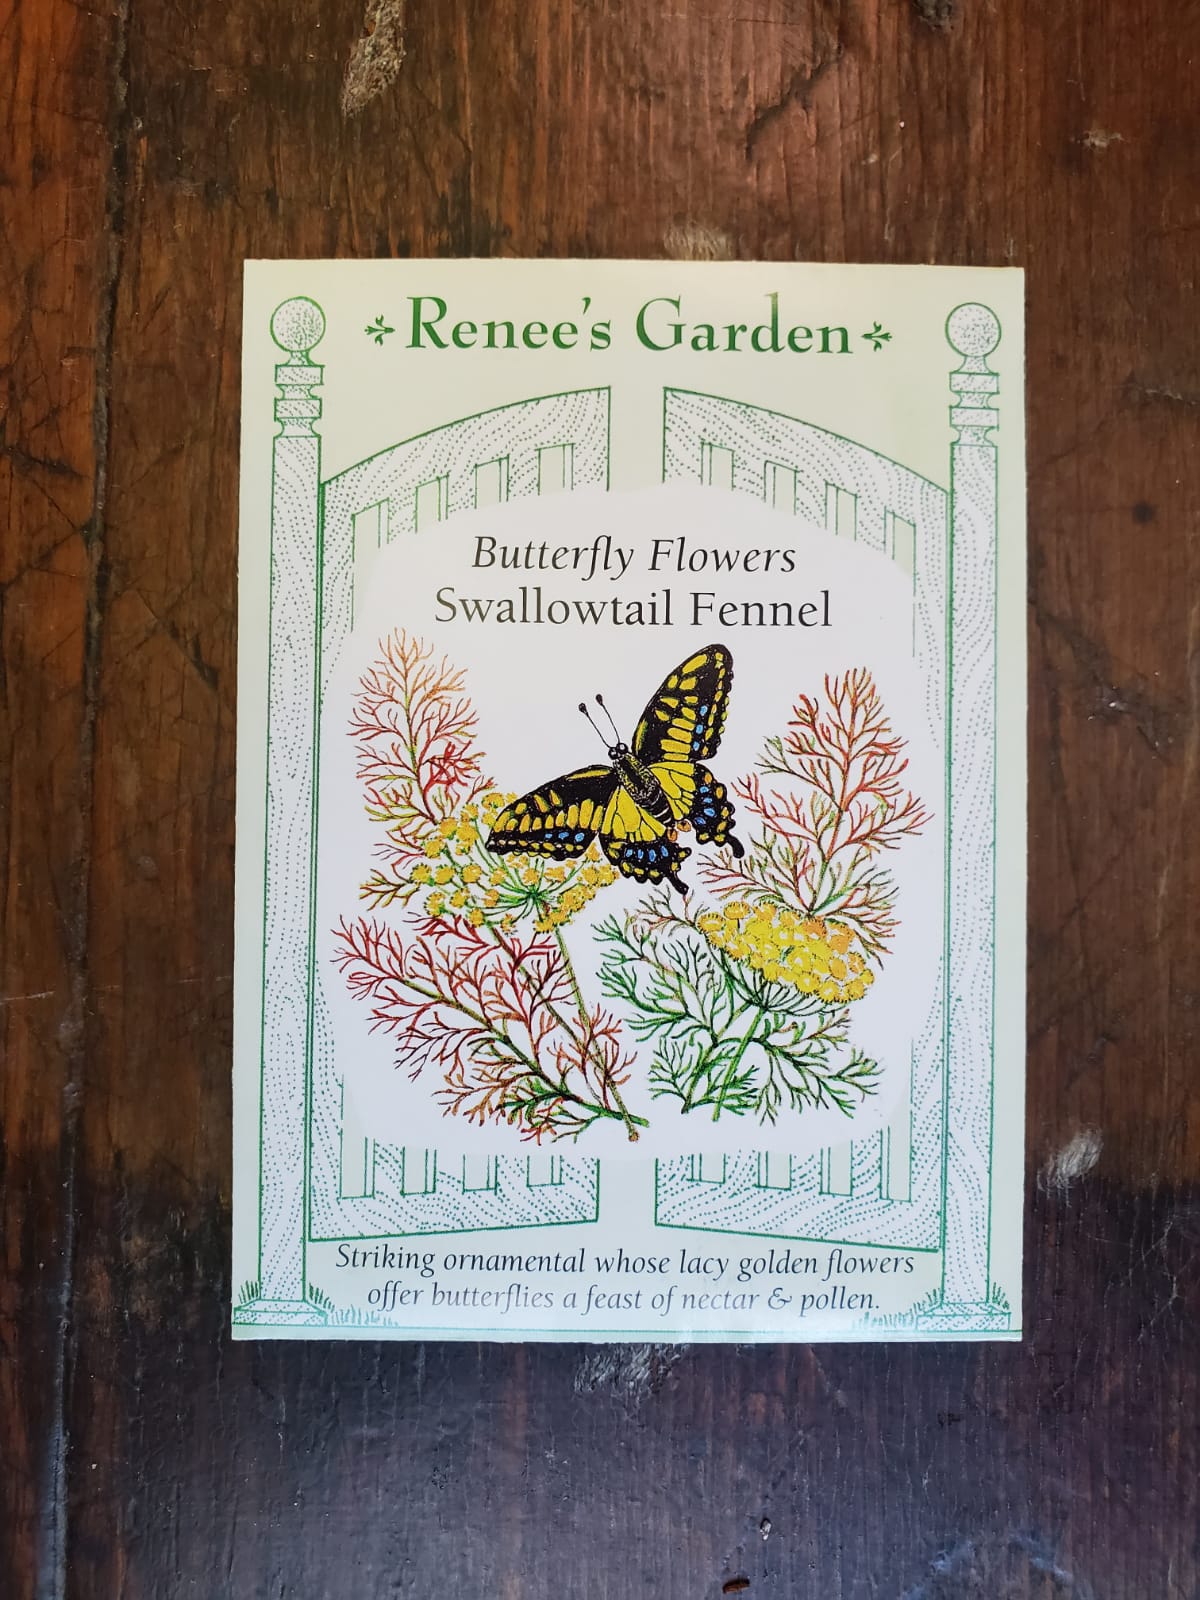 Renee's Garden
Butterfly Flowers
Swallowtail Fennel
Striking ornamental whose lacy golden flowers
offer butterflies a feast of nectar & pollen.